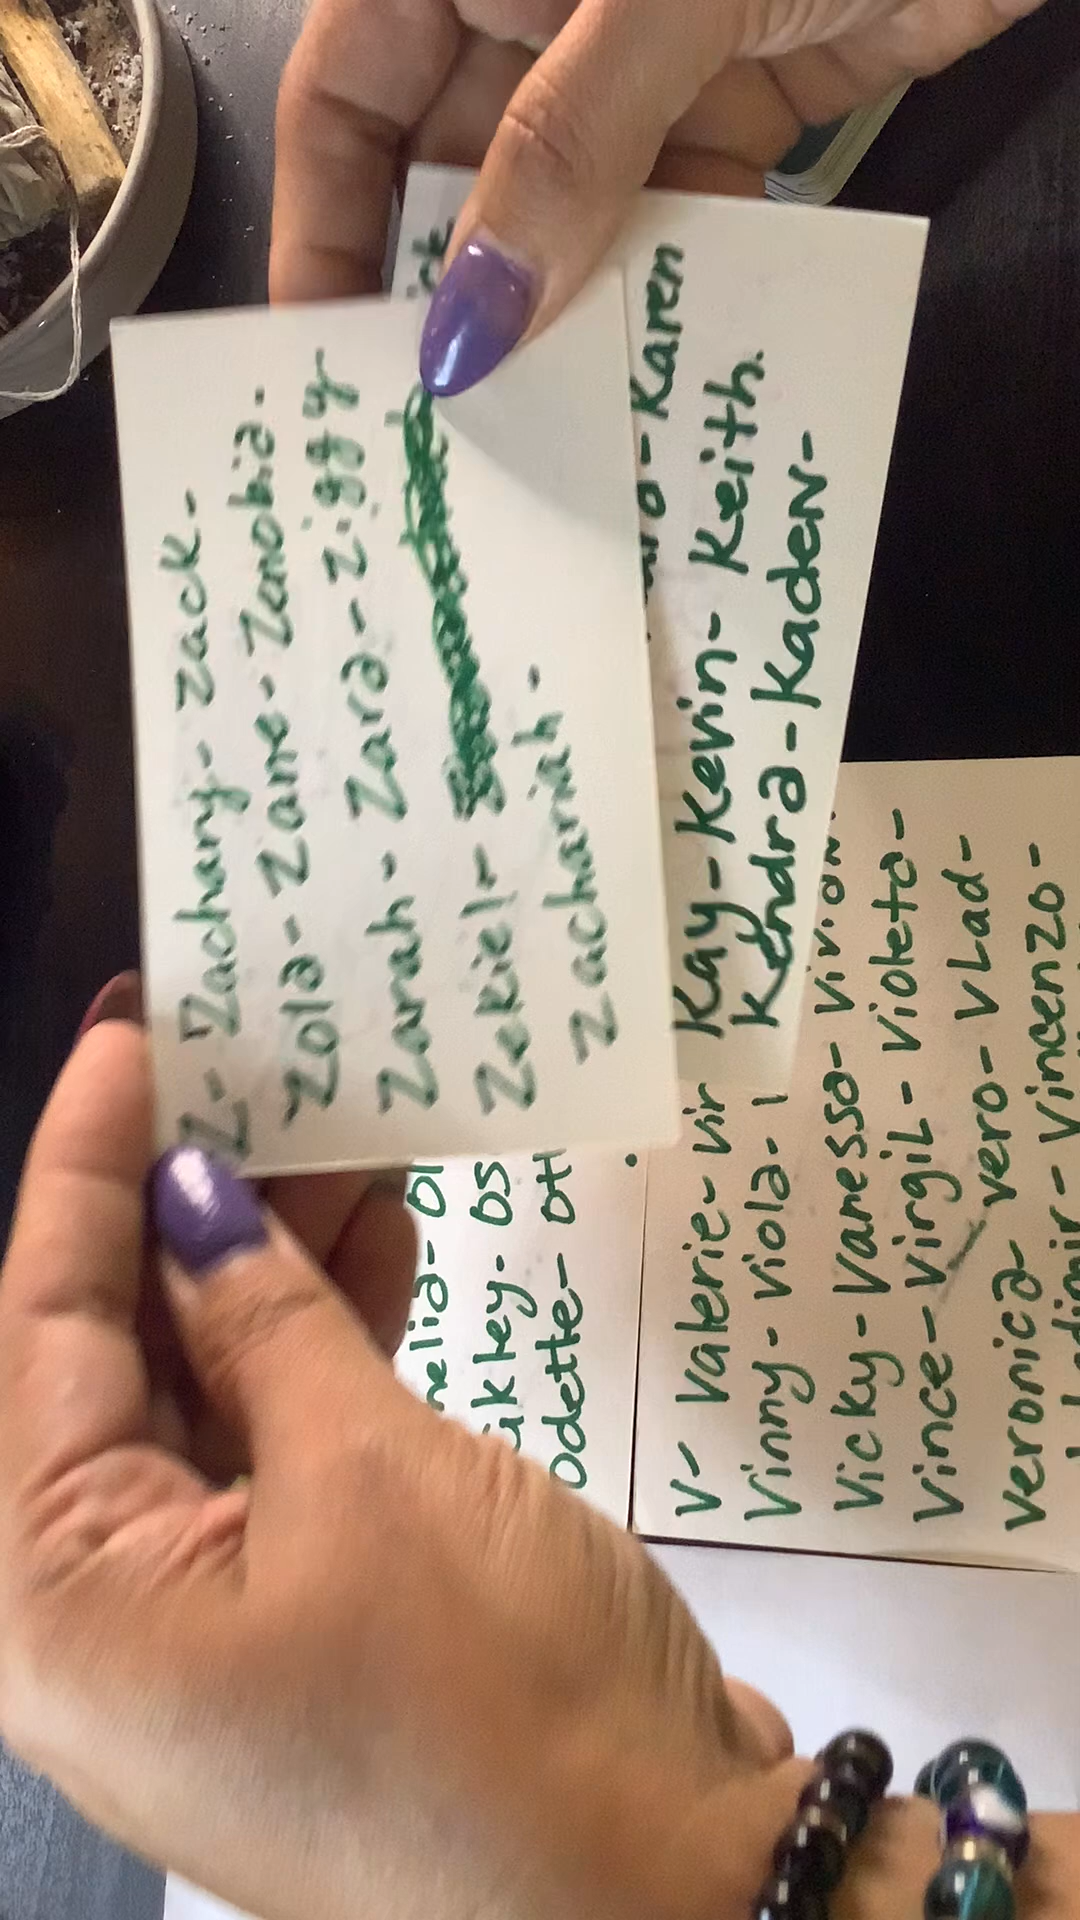 Z- Zachary- Zack-
Zola- Zane- Zenobia.
Zarah- Zara- Ziggy
Zekiel-
Zachariah-
Karen
Kay-Kevin- Keith.
Kendra-Kaden-
Odette-
V- Valerie-
Vinny- Viola-
Vicky-Vanessa-
Vince-Virgil-Violeta-
Veronica- Vero- Vlad-
Vincenzo-